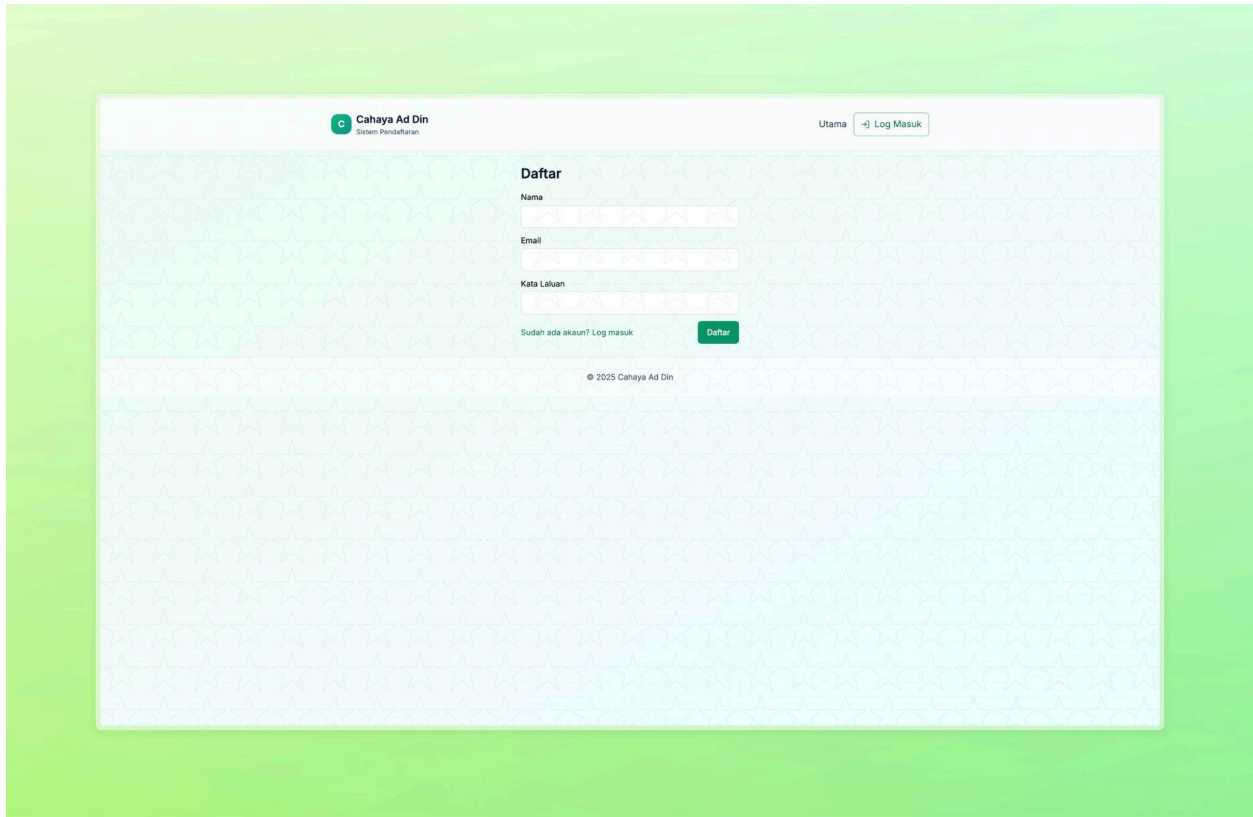 C
Cahaya Ad Din
Sistem Pendaftaran
Utama
Log Masuk
Daftar
Nama
Email
Kata Laluan
Sudah ada akaun? Log masuk
Daftar
© 2025 Cahaya Ad Din